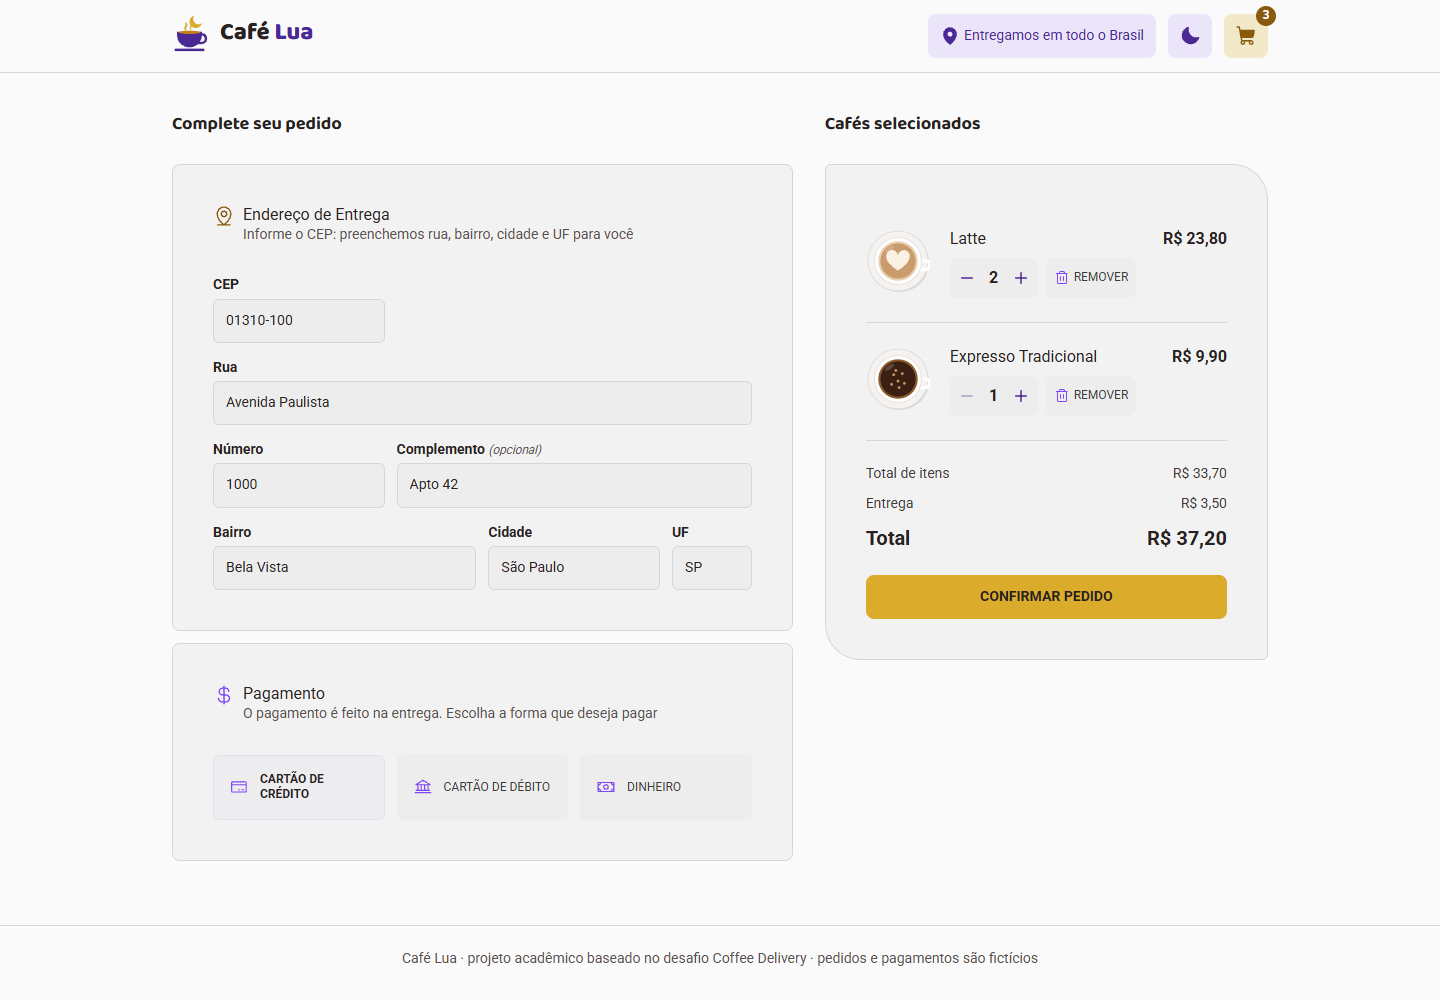 Café Lua
Entregamos em todo o Brasil
3
Complete seu pedido
Endereço de Entrega
Informe o CEP: preenchemos rua, bairro, cidade e UF para você
CEP
01310-100
Rua
Avenida Paulista
Número
Complemento (opcional)
1000
Apto 42
Bairro
Cidade
UF
Bela Vista
São Paulo
SP
Pagamento
O pagamento é feito na entrega. Escolha a forma que deseja pagar
CARTÃO DE
CRÉDITO
CARTÃO DE DÉBITO
DINHEIRO
Cafés selecionados
Latte
R$ 23,80
2
REMOVER
Expresso Tradicional
R$ 9,90
1
REMOVER
Total de itens
R$ 33,70
Entrega
R$ 3,50
Total
R$ 37,20
CONFIRMAR PEDIDO
Café Lua · projeto acadêmico baseado no desafio Coffee Delivery · pedidos e pagamentos são fictícios